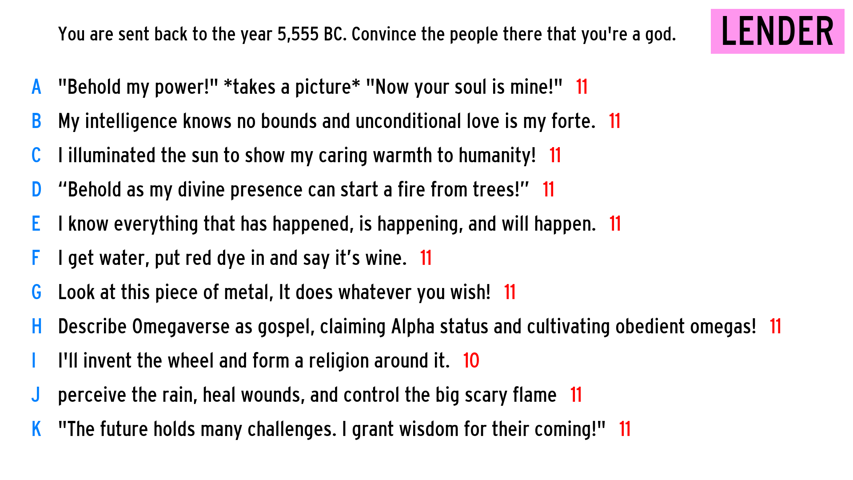 You are sent back to the year 5,555 BC. Convince the people there that you're a god.
LENDER
A "Behold my power!" *takes a picture* "Now your soul is mine!" 11
B My intelligence knows no bounds and unconditional love is my forte. 11
C I illuminated the sun to show my caring warmth to humanity! 11
D “Behold as my divine presence can start a fire from trees!” 11
E I know everything that has happened, is happening, and will happen. 11
F I get water, put red dye in and say it’s wine. 11
G Look at this piece of metal, It does whatever you wish! 11
H Describe Omegaverse as gospel, claiming Alpha status and cultivating obedient omegas! 11
I I'll invent the wheel and form a religion around it. 10
J perceive the rain, heal wounds, and control the big scary flame 11
K "The future holds many challenges. I grant wisdom for their coming!" 11